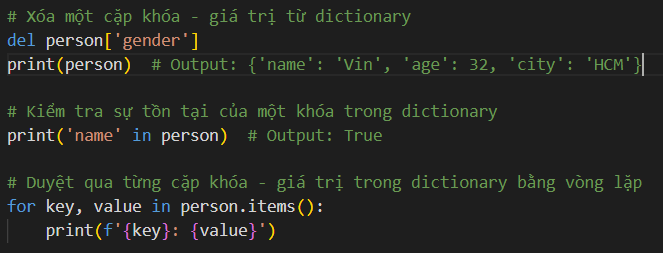 # Xóa một cặp khóa - giá trị từ dictionary
del person['gender']
print(person)  # Output: {'name': 'Vin', 'age': 32, 'city': 'HCM'}
# Kiểm tra sự tồn tại của một khóa trong dictionary
print('name' in person)  # Output: True
# Duyệt qua từng cặp khóa - giá trị trong dictionary bằng vòng lặp
for key, value in person.items():
    print(f'{key}: {value}')